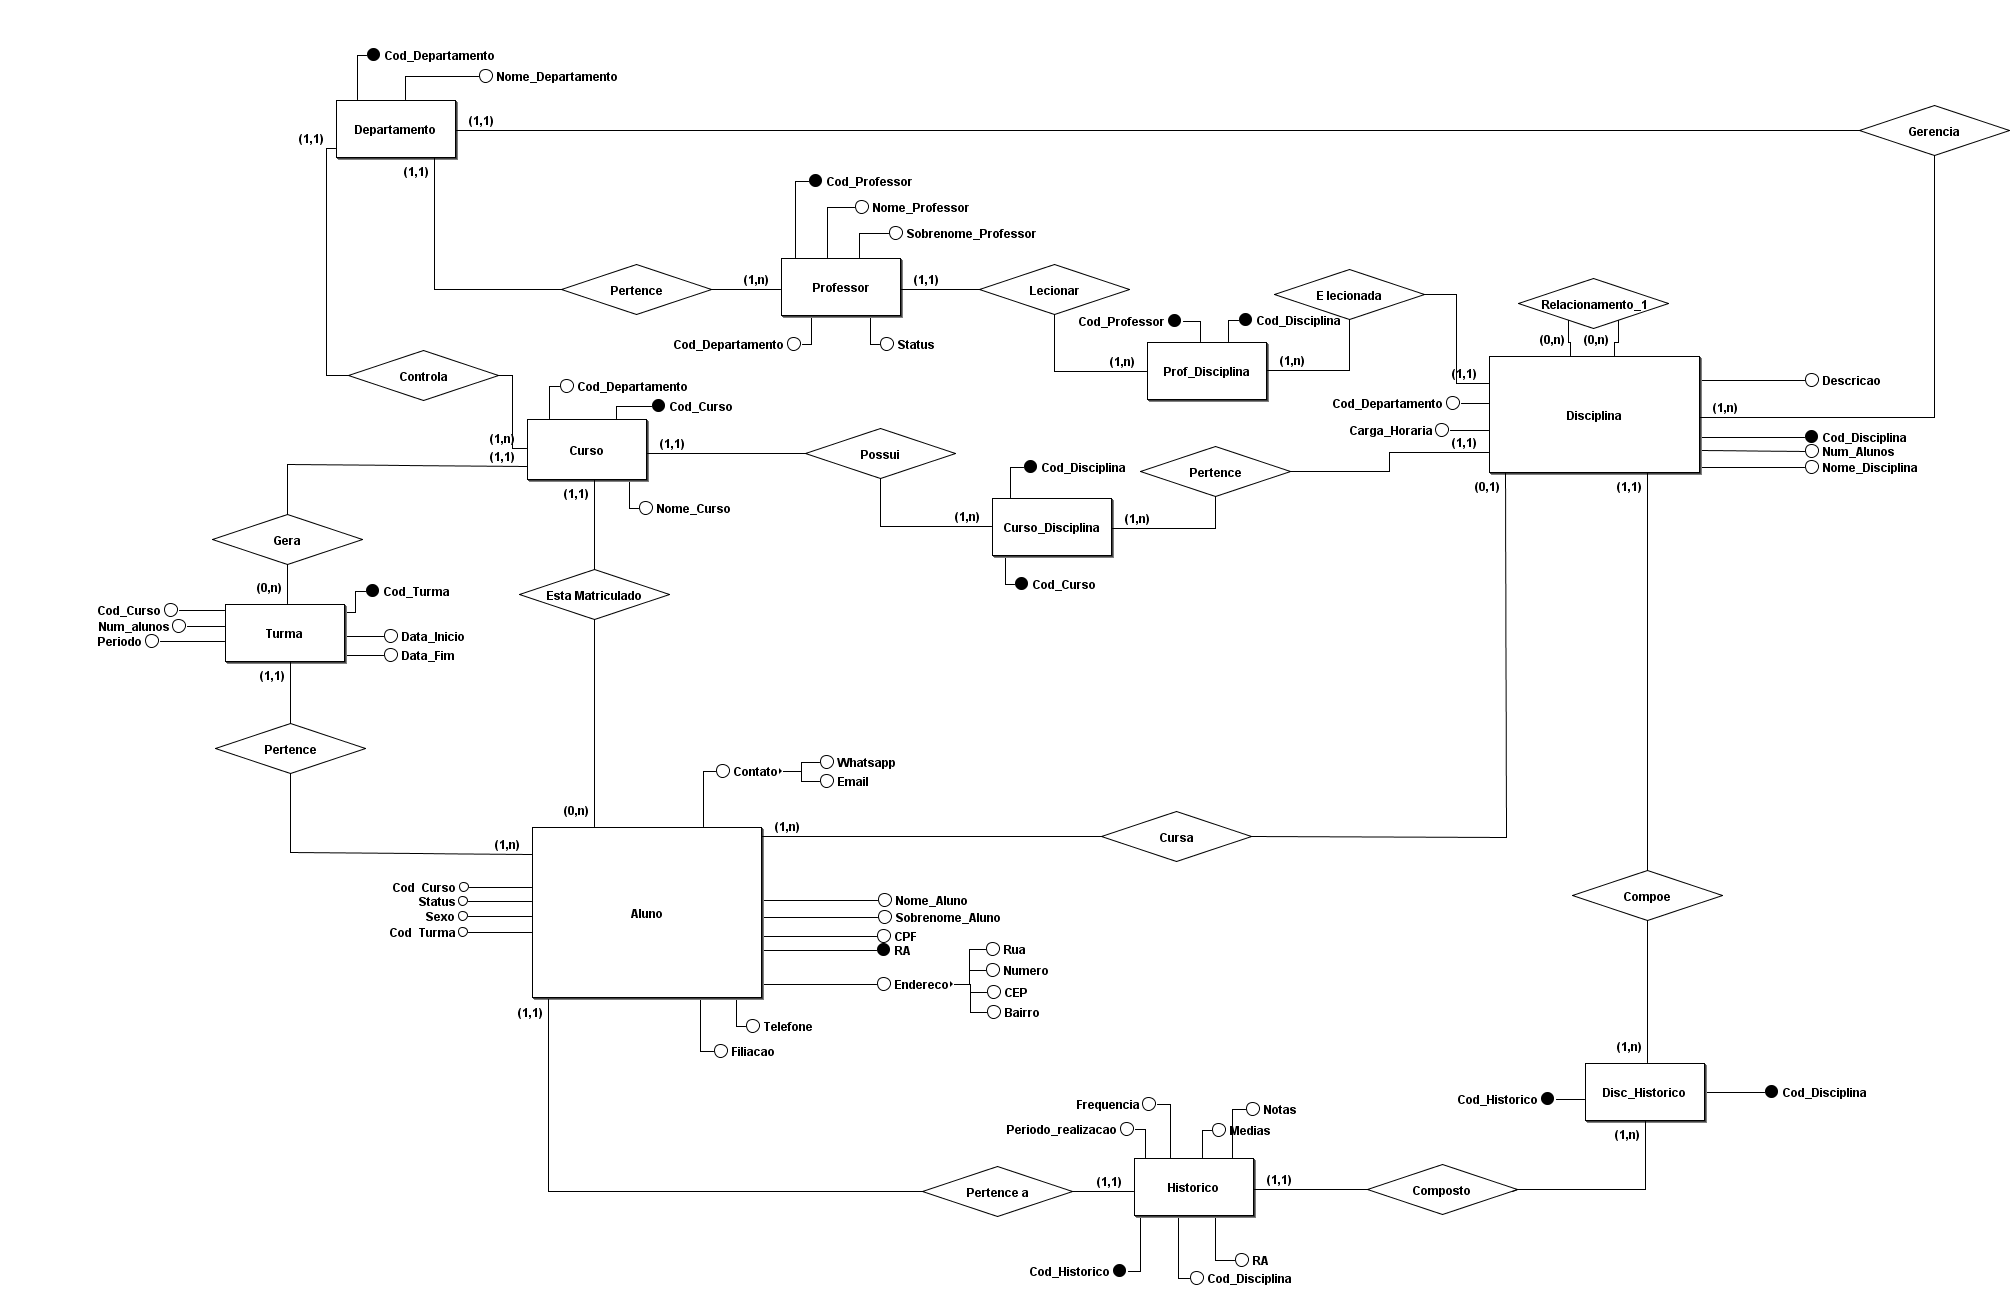 Cod_Departamento
Nome_Departamento
Departamento
(1,1)
(1,1)
(1,1)
Gerencia
Cod_Professor
Nome_Professor
Sobrenome_Professor
Pertence
(1,n)
Professor
(1,1)
Lecionar
E lecionada
Relacionamento_1
Cod_Departamento
Status
Cod_Professor
Cod_Disciplina
(0,n)
(0,n)
(1,n)
Prof_Disciplina
(1,n)
(1,1)
Controla
Cod_Departamento
Cod_Curso
Descricao
Cod_Departamento
Disciplina
(1,n)
Carga_Horaria
Cod_Disciplina
(1,n)
(1,1)
Curso
(1,1)
Possui
(1,1)
Num_Alunos
Nome_Disciplina
Cod_Disciplina
Pertence
(1,1)
Nome_Curso
(0,1)
(1,1)
(1,n)
Curso_Disciplina
(1,n)
Cod_Curso
Gera
(0,n)
Esta Matriculado
Cod_Curso
Num_alunos
Periodo
Turma
Cod_Turma
Data_Inicio
Data_Fim
(1,1)
Pertence
Contato
Whatsapp
Email
(0,n)
(1,n)
(1,n)
Cursa
Cod_Curso
Status
Sexo
Cod_Turma
Aluno
Nome_Aluno
Sobrenome_Aluno
CPF
RA
Endereco
Rua
Numero
CEP
Bairro
Compoe
(1,1)
Telefone
Filiacao
(1,n)
Cod_Historico
Disc_Historico
Cod_Disciplina
(1,n)
Frequencia
Periodo_realizacao
Notas
Medias
Pertence a
(1,1)
Historico
(1,1)
Composto
Cod_Historico
RA
Cod_Disciplina